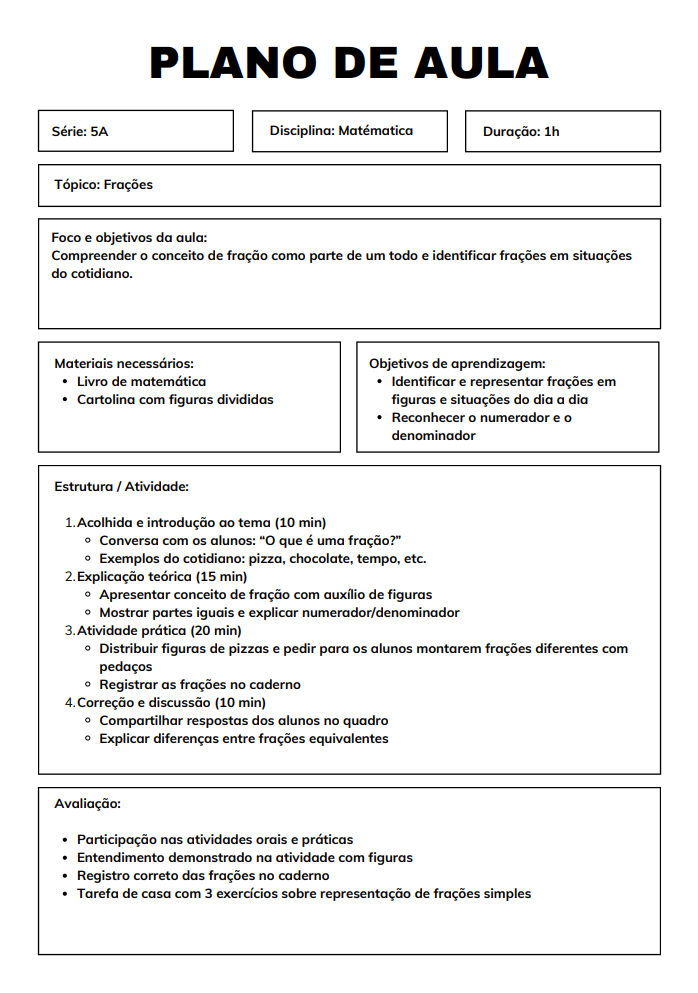 PLANO DE AULA
Série: 5A
Disciplina: Matématica
Duração: 1h
Tópico: Frações
Foco e objetivos da aula:
Compreender o conceito de fração como parte de um todo e identificar frações em situações
do cotidiano.
Materiais necessários:
• Livro de matemática
• Cartolina com figuras divididas
Objetivos de aprendizagem:
• Identificar e representar frações em
figuras e situações do dia a dia
• Reconhecer o numerador e o
denominador
Estrutura / Atividade:
1. Acolhida e introdução ao tema (10 min)
◦ Conversa com os alunos: “O que é uma fração?”
◦ Exemplos do cotidiano: pizza, chocolate, tempo, etc.
2. Explicação teórica (15 min)
◦ Apresentar conceito de fração com auxílio de figuras
◦ Mostrar partes iguais e explicar numerador/denominador
3. Atividade prática (20 min)
◦ Distribuir figuras de pizzas e pedir para os alunos montarem frações diferentes com
pedaços
◦ Registrar as frações no caderno
4. Correção e discussão (10 min)
◦ Compartilhar respostas dos alunos no quadro
◦ Explicar diferenças entre frações equivalentes
Avaliação:
• Participação nas atividades orais e práticas
• Entendimento demonstrado na atividade com figuras
• Registro correto das frações no caderno
• Tarefa de casa com 3 exercícios sobre representação de frações simples